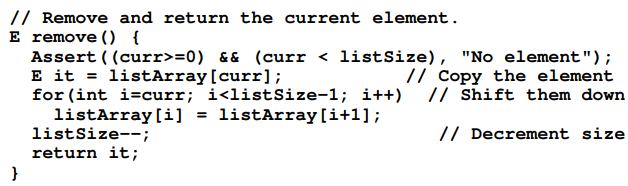 // Remove and return the current element.
E remove() {
  Assert((curr>=0) && (curr < listSize), "No element");
  E it = listArray[curr];           // Copy the element
  for(int i=curr; i<listSize-1; i++)  // Shift them down
    listArray[i] = listArray[i+1];
  listSize--;                          // Decrement size
  return it;
}